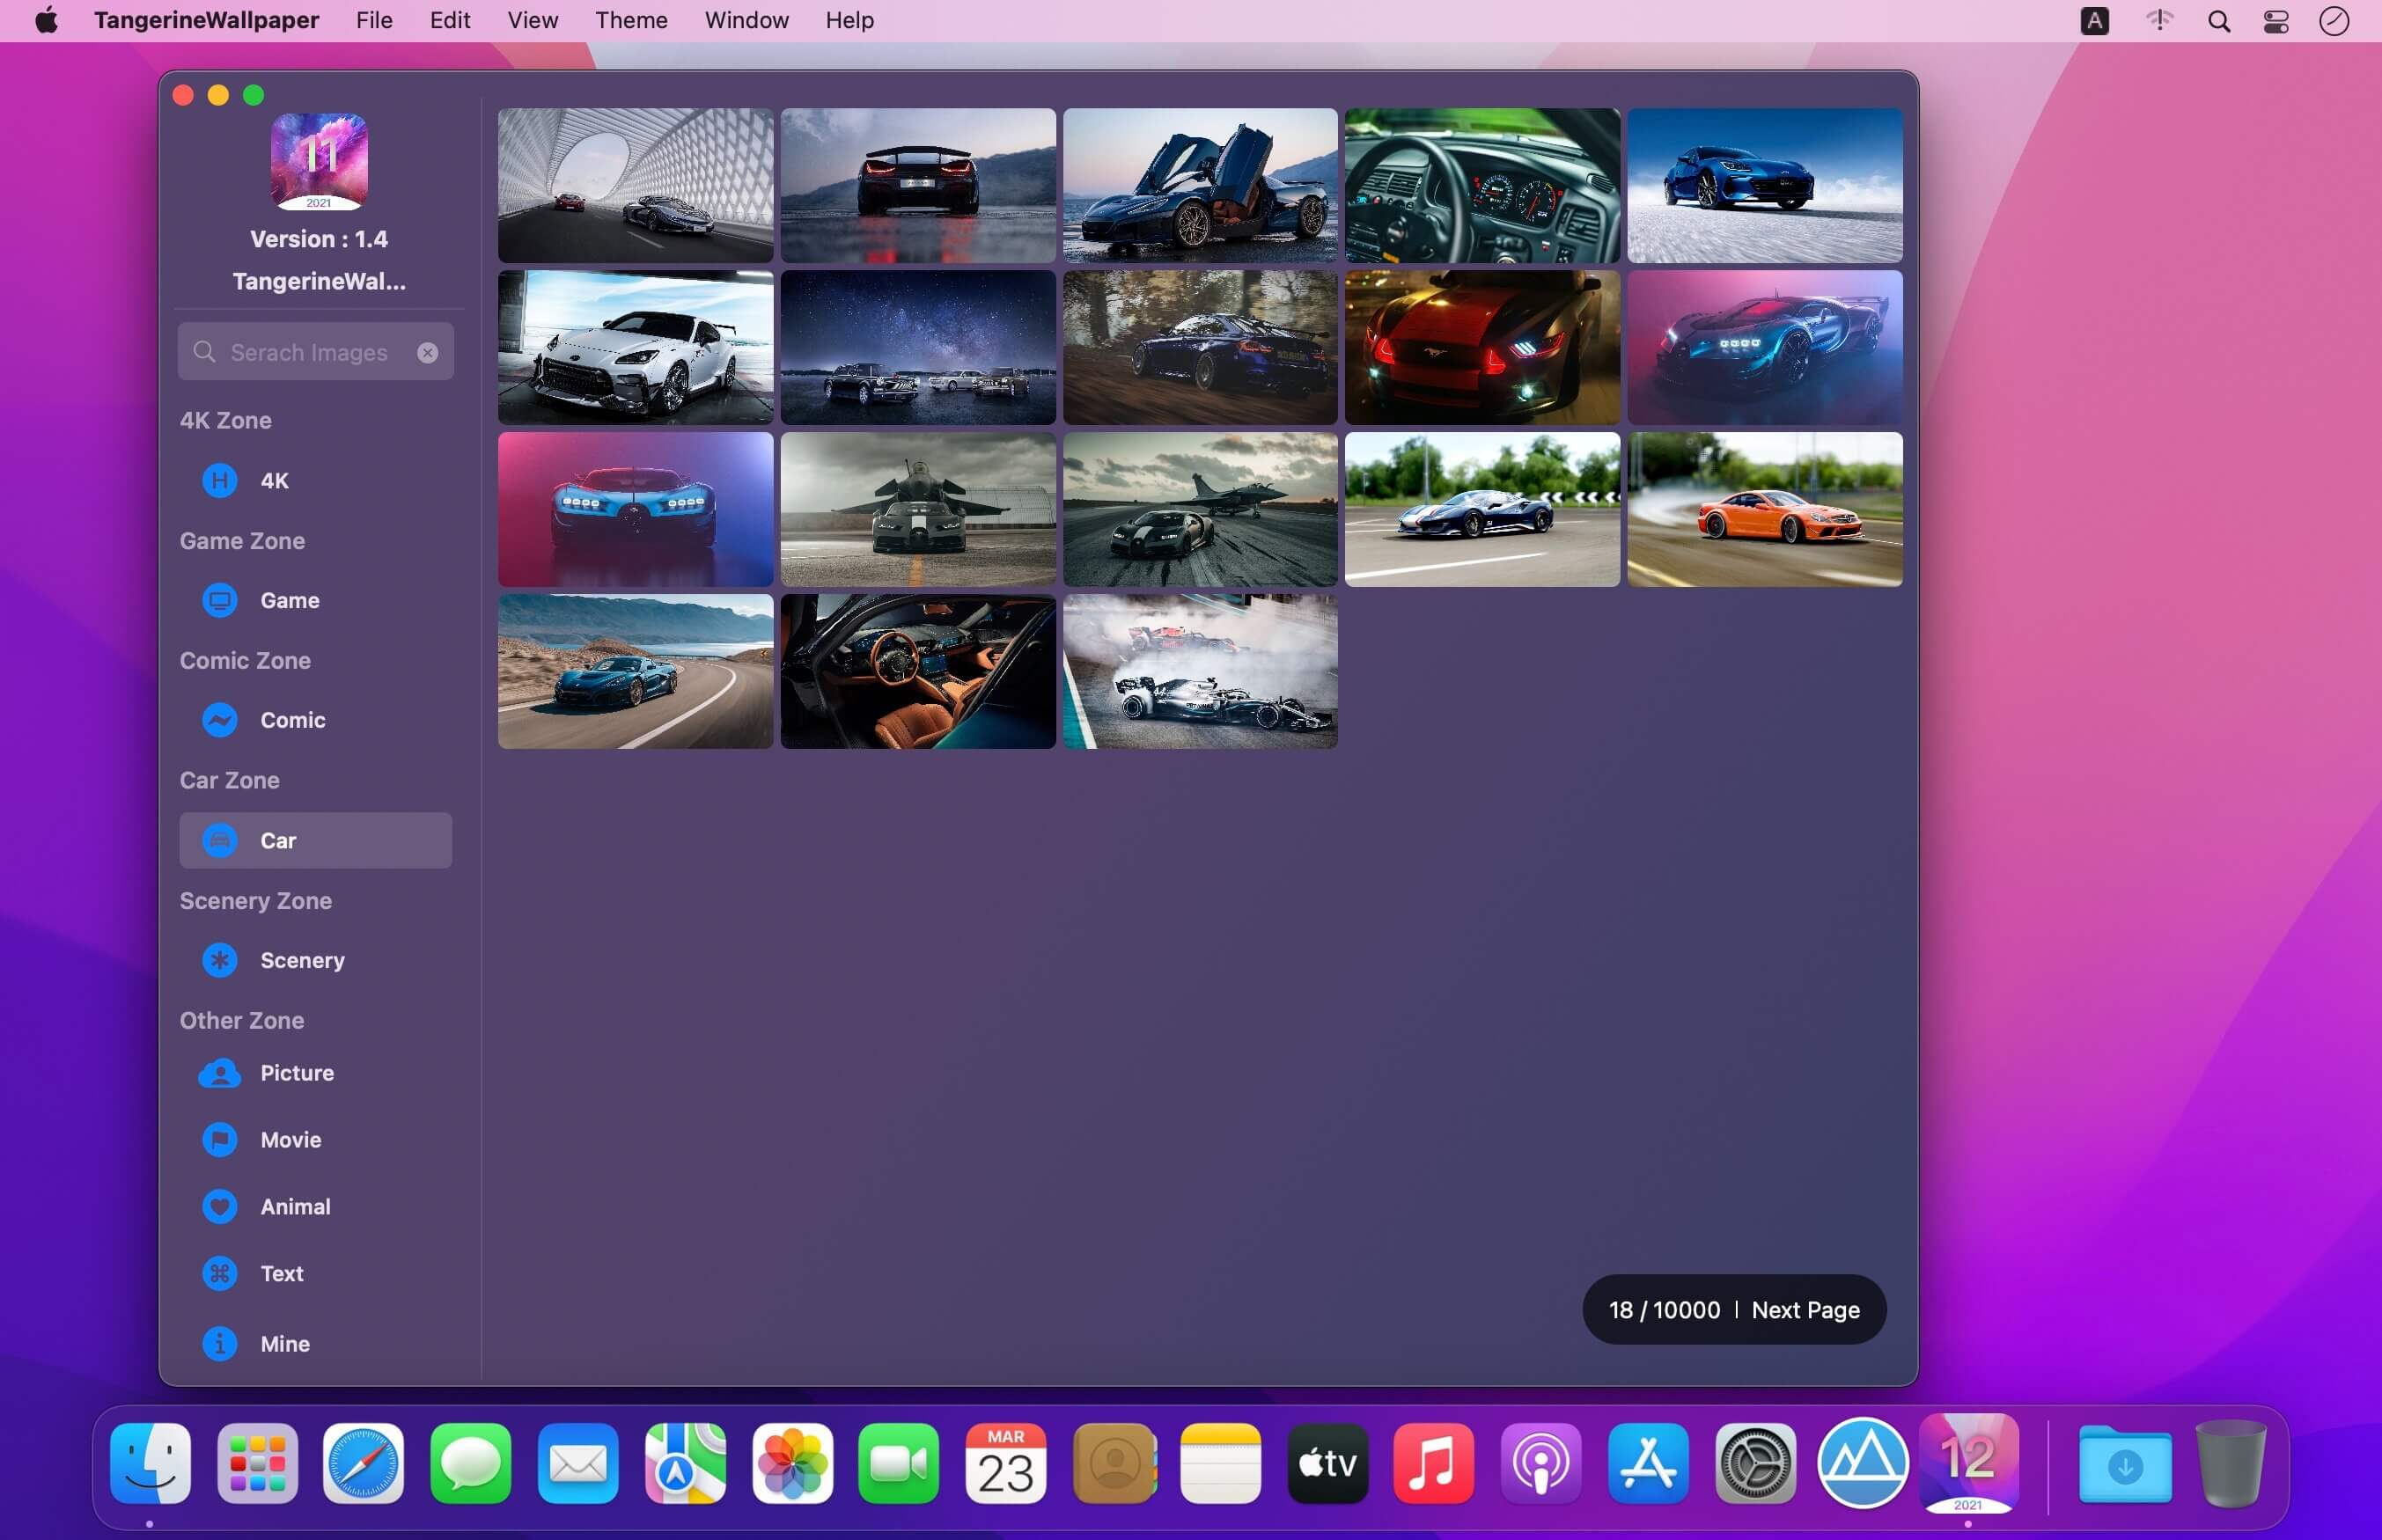 TangerineWallpaper File Edit View Theme Window Help A
11
2021
Version : 1.4
TangerineWal...
Serach Images
4K Zone
H 4K
Game Zone
Game
Comic Zone
Comic
Car Zone
Car
Scenery Zone
Scenery
Other Zone
Picture
Movie
Animal
Text
Mine
18 / 10000 | Next Page
MAR
23
tv
12
2021